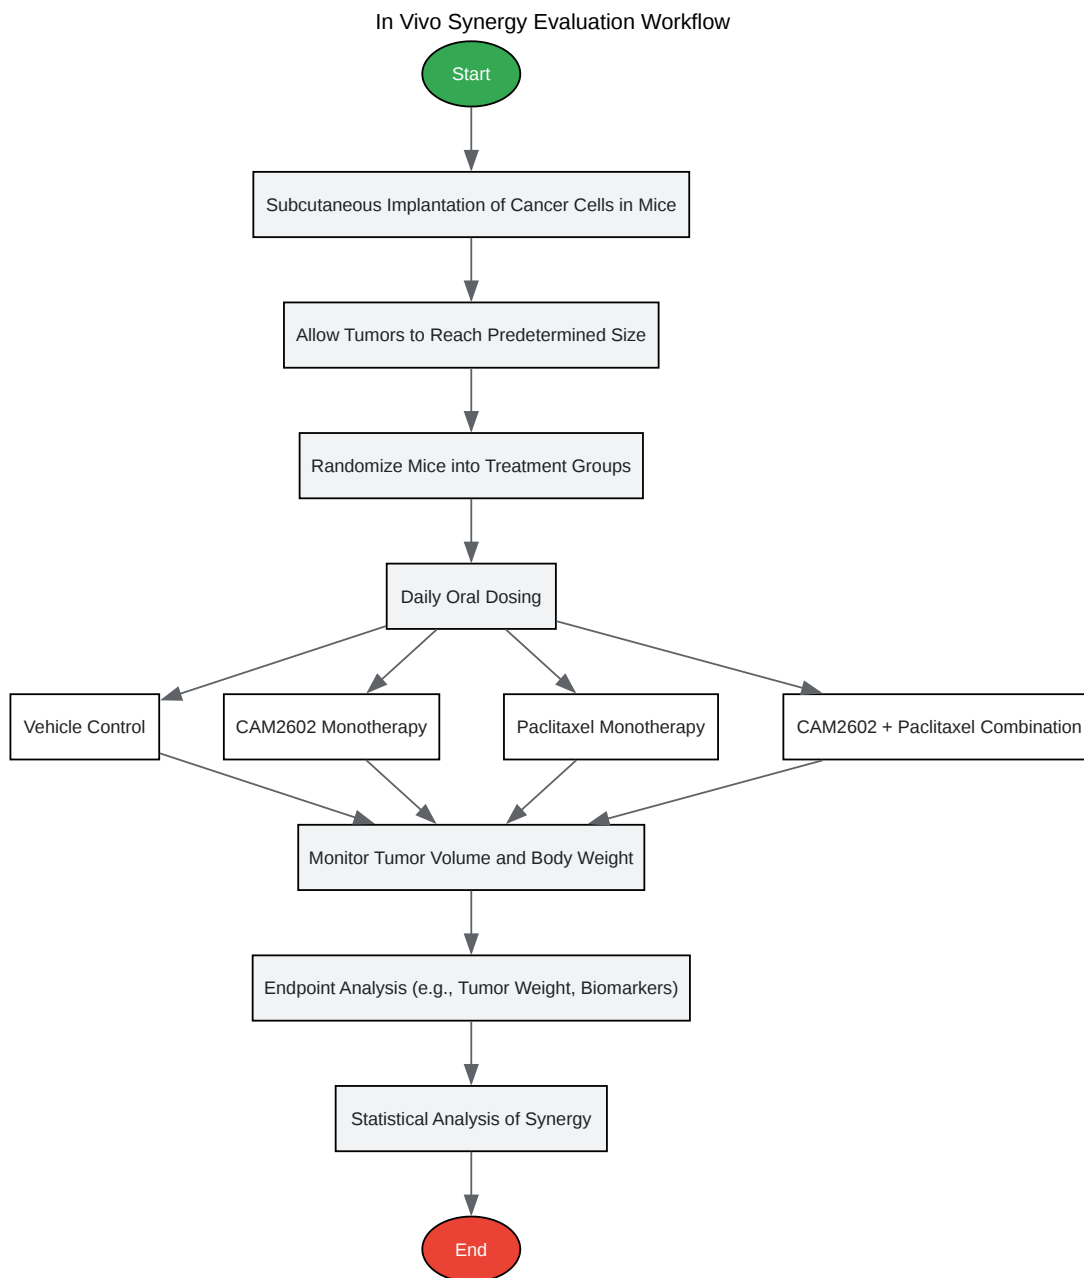 In Vivo Synergy Evaluation Workflow
Start
Subcutaneous Implantation of Cancer Cells in Mice
Allow Tumors to Reach Predetermined Size
Randomize Mice into Treatment Groups
Daily Oral Dosing
Vehicle Control
CAM2602 Monotherapy
Paclitaxel Monotherapy
CAM2602 + Paclitaxel Combination
Monitor Tumor Volume and Body Weight
Endpoint Analysis (e.g., Tumor Weight, Biomarkers)
Statistical Analysis of Synergy
End